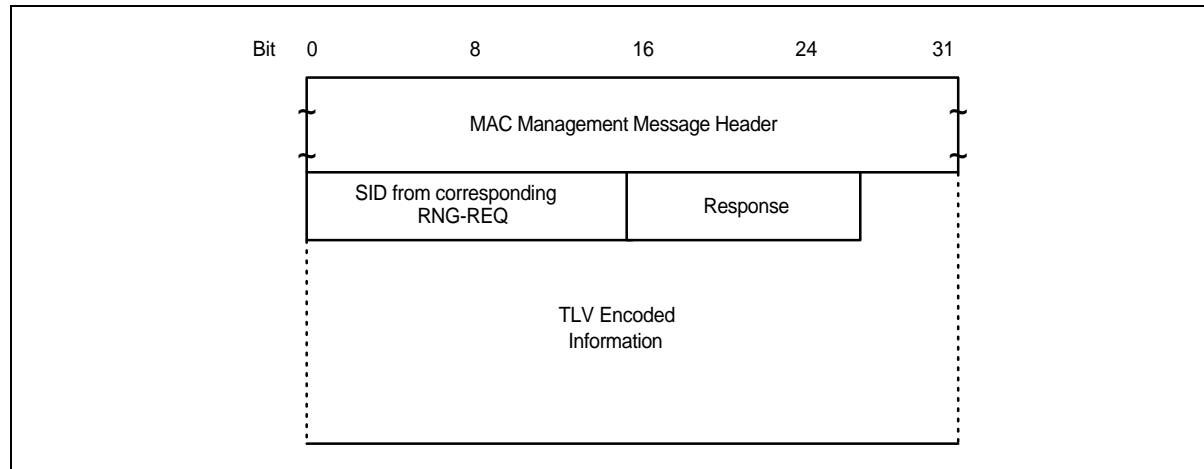 Bit 0 8 16 24 31
MAC Management Message Header
SID from corresponding
RNG-REQ
Response
TLV Encoded
Information